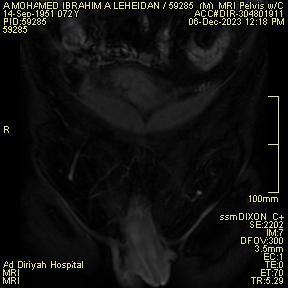 A MOHAMED IBRAHIM A LEHEIDAN / 59285 (M) MRI Pelvis w/C
14-Sep-1951 072Y ACC#DIR-304801911
PID:59285 06-Dec-2023 12:18 PM
59285
R
100mm
ssmDIXON_C+
SE:2202
IM:7
DFOV:300
3.5mm
Ad Diriyah Hospital EC:1
TE:0
MRI ET:70
MRI TR:5.29